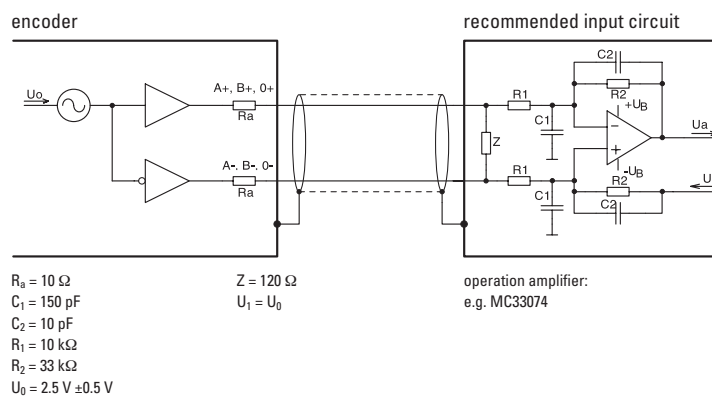 encoder
recommended input circuit
Uo
A+, B+, 0+
Ra
A-, B-, 0-
Ra
Z
R1
C1
C2
R2
+UB
-UB
Ua
R1
C1
R2
C2
U
Ra = 10 Ω
C1 = 150 pF
C2 = 10 pF
R1 = 10 kΩ
R2 = 33 kΩ
U0 = 2.5 V ±0.5 V
Z = 120 Ω
U1 = U0
operation amplifier:
e.g. MC33074